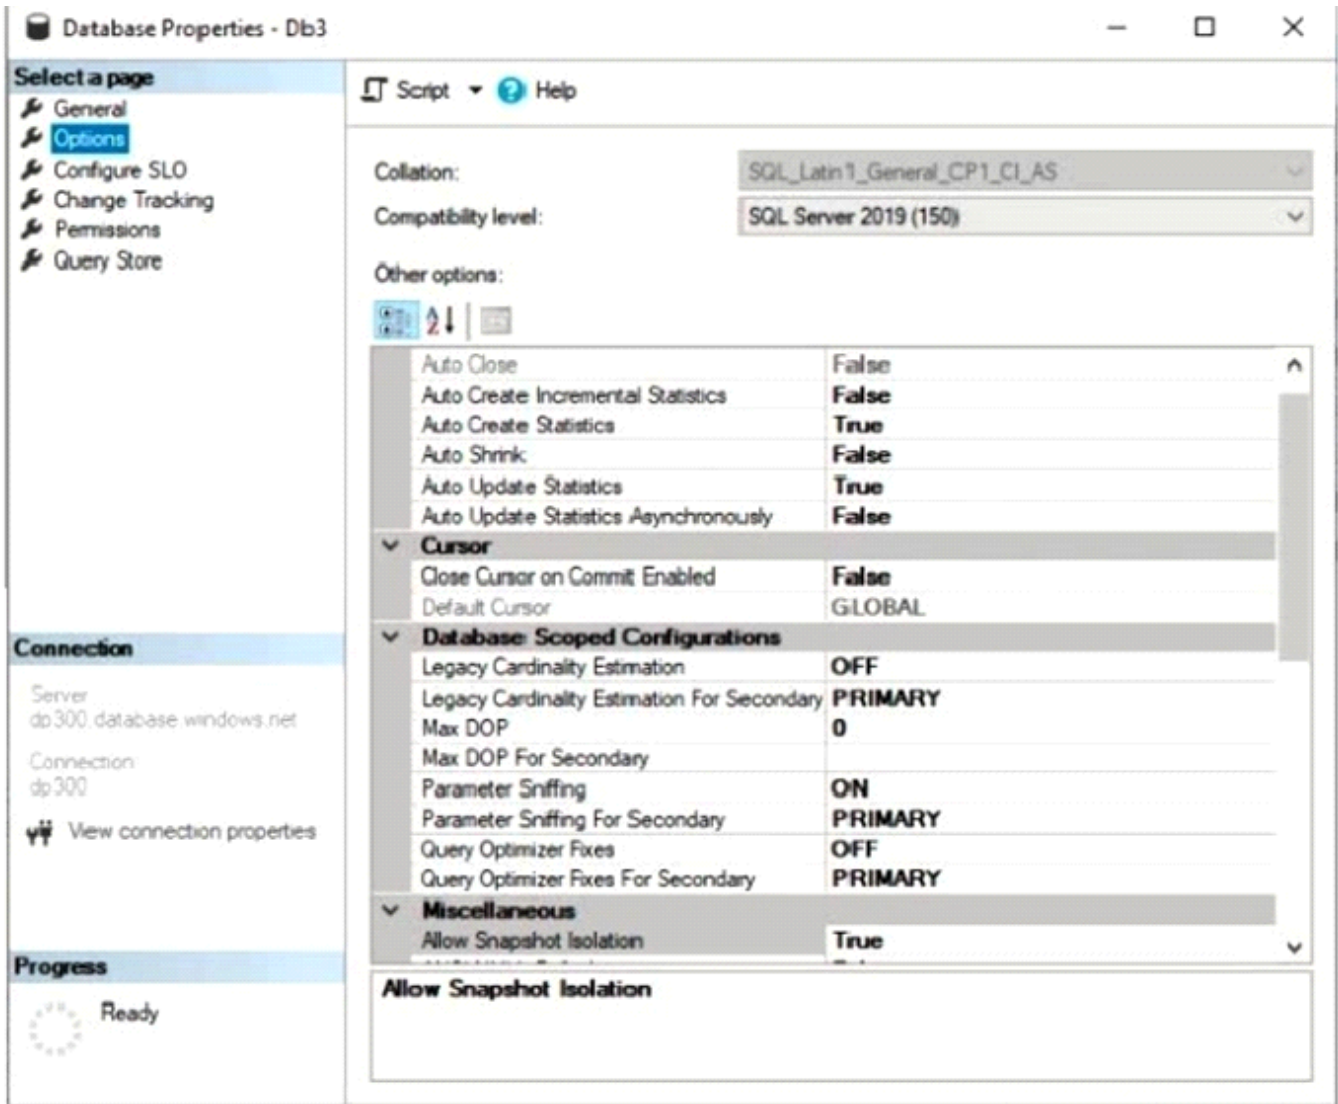 Database Properties - Db3
Select a page
General
Options
Configure SLO
Change Tracking
Permissions
Query Store
Script
Help
Collation:
SQL_Latin1_General_CP1_CI_AS
Compatibility level:
SQL Server 2019 (150)
Other options:
Auto Close False
Auto Create Incremental Statistics False
Auto Create Statistics True
Auto Shrink False
Auto Update Statistics True
Auto Update Statistics Asynchronously False
Cursor
Close Cursor on Commit Enabled False
Default Cursor GLOBAL
Database Scoped Configurations
Legacy Cardinality Estimation OFF
Legacy Cardinality Estimation For Secondary PRIMARY
Max DOP 0
Max DOP For Secondary
Parameter Sniffing ON
Parameter Sniffing For Secondary PRIMARY
Query Optimizer Fixes OFF
Query Optimizer Fixes For Secondary PRIMARY
Miscellaneous
Allow Snapshot Isolation True
Allow Snapshot Isolation
Connection
Server
dp300.database.windows.net
Connection
dp300
View connection properties
Progress
Ready